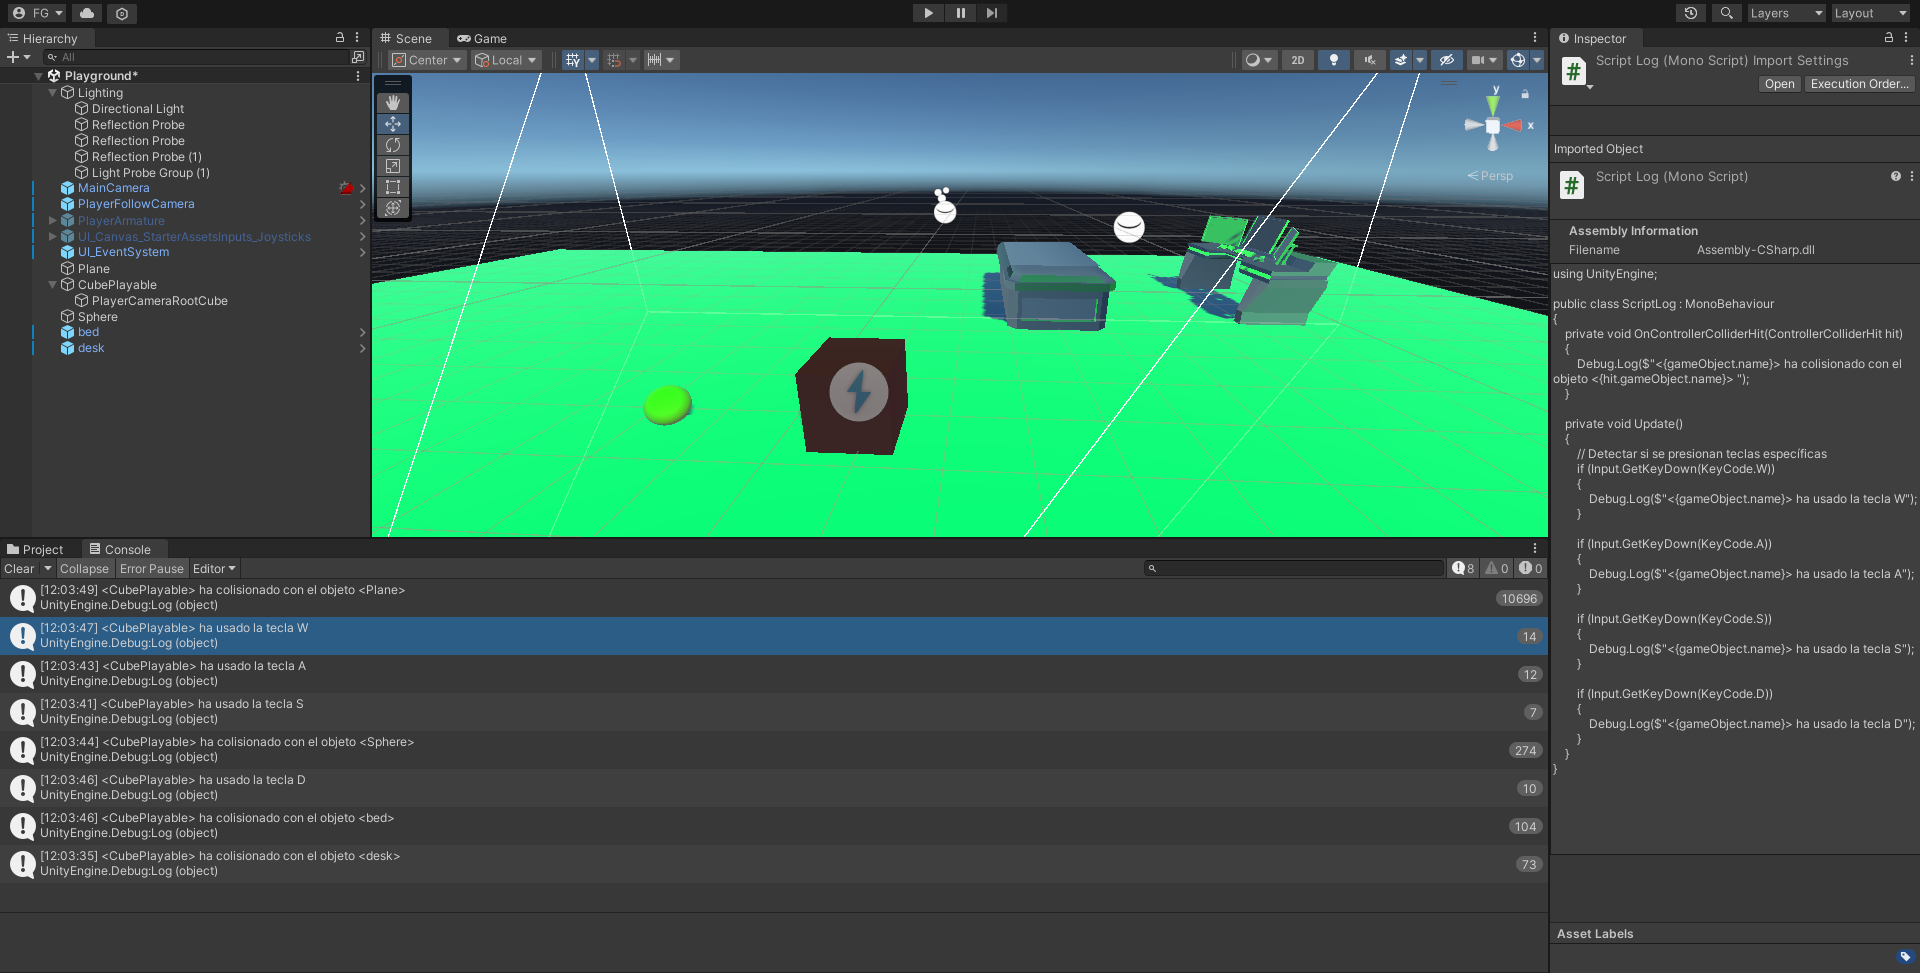 FG
Layers
Layout
Hierarchy
All
Playground*
Lighting
Directional Light
Reflection Probe
Reflection Probe
Reflection Probe (1)
Light Probe Group (1)
MainCamera
PlayerFollowCamera
PlayerArmature
UI_Canvas_StarterAssetsInputs_Joysticks
UI_EventSystem
Plane
CubePlayable
PlayerCameraRootCube
Sphere
bed
desk
Scene
Game
Center
Local
2D
y
x
Persp
Project
Console
Clear
Collapse
Error Pause
Editor
8
0
0
[12:03:49] <CubePlayable> ha colisionado con el objeto <Plane>
UnityEngine.Debug:Log (object)
10696
[12:03:47] <CubePlayable> ha usado la tecla W
UnityEngine.Debug:Log (object)
14
[12:03:43] <CubePlayable> ha usado la tecla A
UnityEngine.Debug:Log (object)
12
[12:03:41] <CubePlayable> ha usado la tecla S
UnityEngine.Debug:Log (object)
7
[12:03:44] <CubePlayable> ha colisionado con el objeto <Sphere>
UnityEngine.Debug:Log (object)
274
[12:03:46] <CubePlayable> ha usado la tecla D
UnityEngine.Debug:Log (object)
10
[12:03:46] <CubePlayable> ha colisionado con el objeto <bed>
UnityEngine.Debug:Log (object)
104
[12:03:35] <CubePlayable> ha colisionado con el objeto <desk>
UnityEngine.Debug:Log (object)
73
Inspector
Script Log (Mono Script) Import Settings
Open
Execution Order...
Imported Object
Script Log (Mono Script)
Assembly Information
Filename Assembly-CSharp.dll
using UnityEngine;
public class ScriptLog : MonoBehaviour
{
private void OnControllerColliderHit(ControllerColliderHit hit)
{
Debug.Log($"<{gameObject.name}> ha colisionado con el
objeto <{hit.gameObject.name}> ");
}
private void Update()
{
// Detectar si se presionan teclas específicas
if (Input.GetKeyDown(KeyCode.W))
{
Debug.Log($"<{gameObject.name}> ha usado la tecla W");
}
if (Input.GetKeyDown(KeyCode.A))
{
Debug.Log($"<{gameObject.name}> ha usado la tecla A");
}
if (Input.GetKeyDown(KeyCode.S))
{
Debug.Log($"<{gameObject.name}> ha usado la tecla S");
}
if (Input.GetKeyDown(KeyCode.D))
{
Debug.Log($"<{gameObject.name}> ha usado la tecla D");
}
}
}
Asset Labels